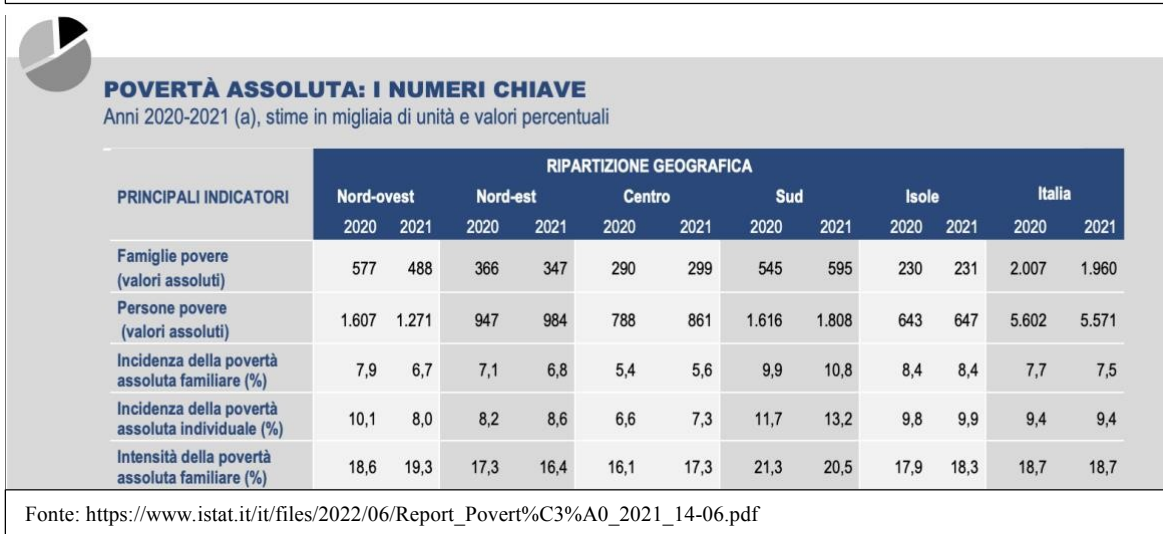 POVERTÀ ASSOLUTA: I NUMERI CHIAVE
Anni 2020-2021 (a), stime in migliaia di unità e valori percentuali
RIPARTIZIONE GEOGRAFICA
PRINCIPALI INDICATORI Nord-ovest Nord-est Centro Sud Isole Italia
2020 2021 2020 2021 2020 2021 2020 2021 2020 2021 2020 2021
Famiglie povere
(valori assoluti) 577 488 366 347 290 299 545 595 230 231 2.007 1.960
Persone povere
(valori assoluti) 1.607 1.271 947 984 788 861 1.616 1.808 643 647 5.602 5.571
Incidenza della povertà
assoluta familiare (%) 7,9 6,7 7,1 6,8 5,4 5,6 9,9 10,8 8,4 8,4 7,7 7,5
Incidenza della povertà
assoluta individuale (%) 10,1 8,0 8,2 8,6 6,6 7,3 11,7 13,2 9,8 9,9 9,4 9,4
Intensità della povertà
assoluta familiare (%) 18,6 19,3 17,3 16,4 16,1 17,3 21,3 20,5 17,9 18,3 18,7 18,7
Fonte: https://www.istat.it/it/files/2022/06/Report_Povert%C3%A0_2021_14-06.pdf